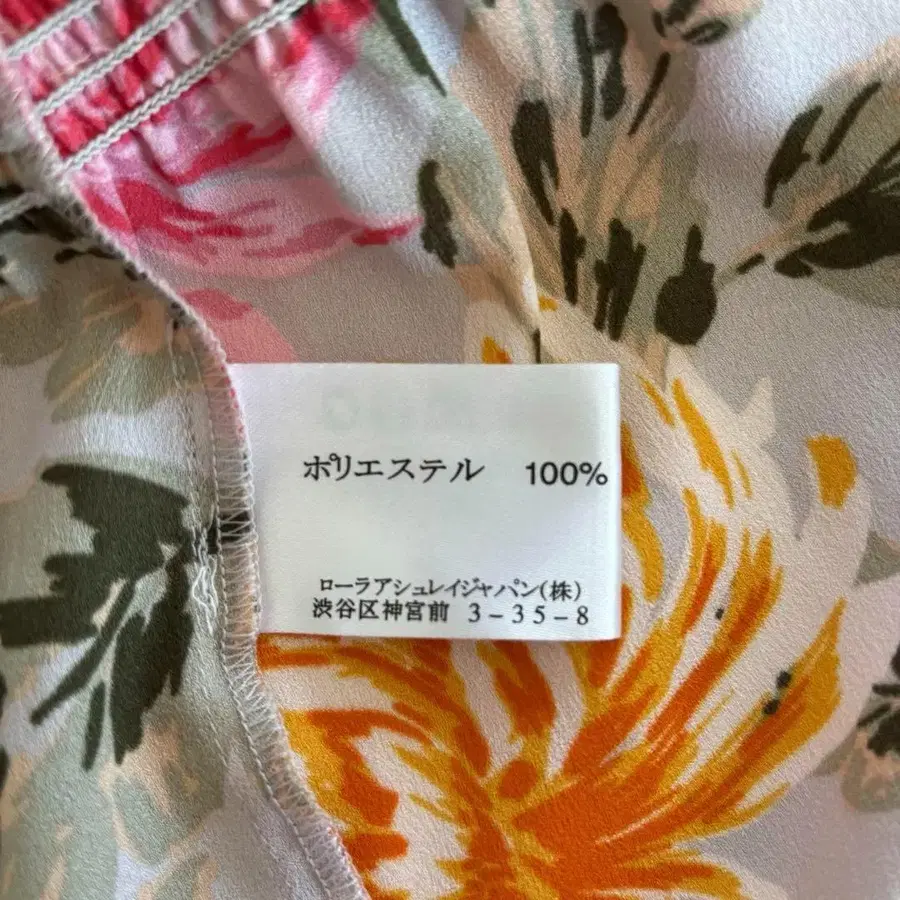 ポリエステル 100%
ローラアシュレイジャパン(株)
渋谷区神宮前 3-35-8